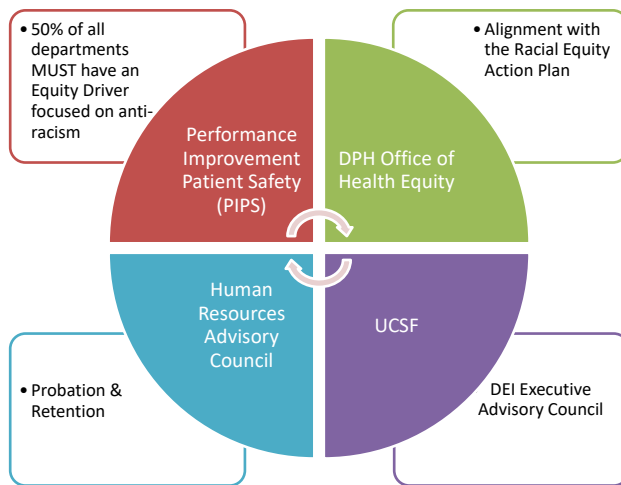 • 50% of all
departments
MUST have an
Equity Driver
focused on anti-
racism
Performance
Improvement
Patient Safety
(PIPS)
• Alignment with
the Racial Equity
Action Plan
DPH Office of
Health Equity
Human
Resources
Advisory
Council
• Probation &
Retention
UCSF
DEI Executive
Advisory Council